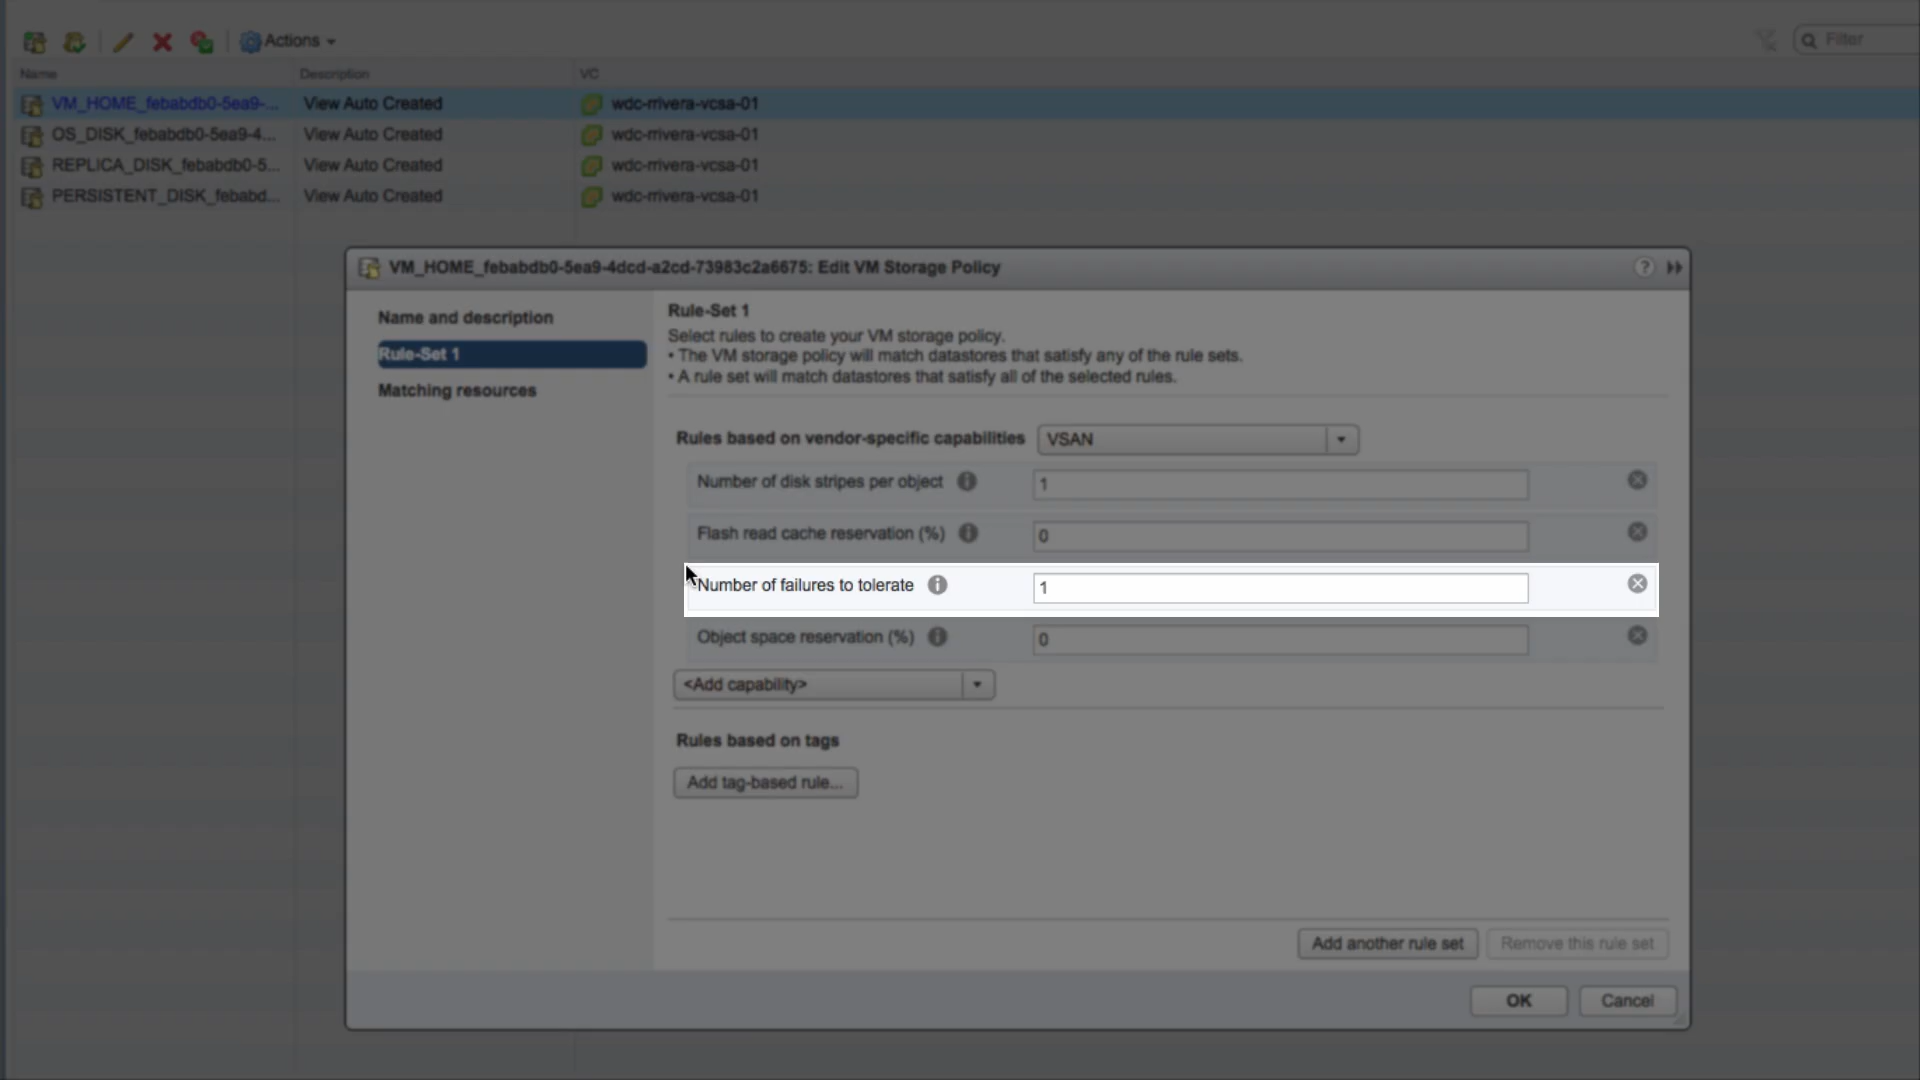 Actions
Filter
Name Description VC
VM_HOME_febabdb0-5ea9-... View Auto Created wdc-rrivera-vcsa-01
OS_DISK_febabdb0-5ea9-4... View Auto Created wdc-rrivera-vcsa-01
REPLICA_DISK_febabdb0-5... View Auto Created wdc-rrivera-vcsa-01
PERSISTENT_DISK_febabd... View Auto Created wdc-rrivera-vcsa-01
VM_HOME_febabdb0-5ea9-4dcd-a2cd-73983c2a6675: Edit VM Storage Policy
?
Name and description
Rule-Set 1
Matching resources
Rule-Set 1
Select rules to create your VM storage policy.
• The VM storage policy will match datastores that satisfy any of the rule sets.
• A rule set will match datastores that satisfy all of the selected rules.
Rules based on vendor-specific capabilities VSAN
Number of disk stripes per object 1
Flash read cache reservation (%) 0
Number of failures to tolerate 1
Object space reservation (%) 0
<Add capability>
Rules based on tags
Add tag-based rule...
Add another rule set Remove this rule set
OK Cancel